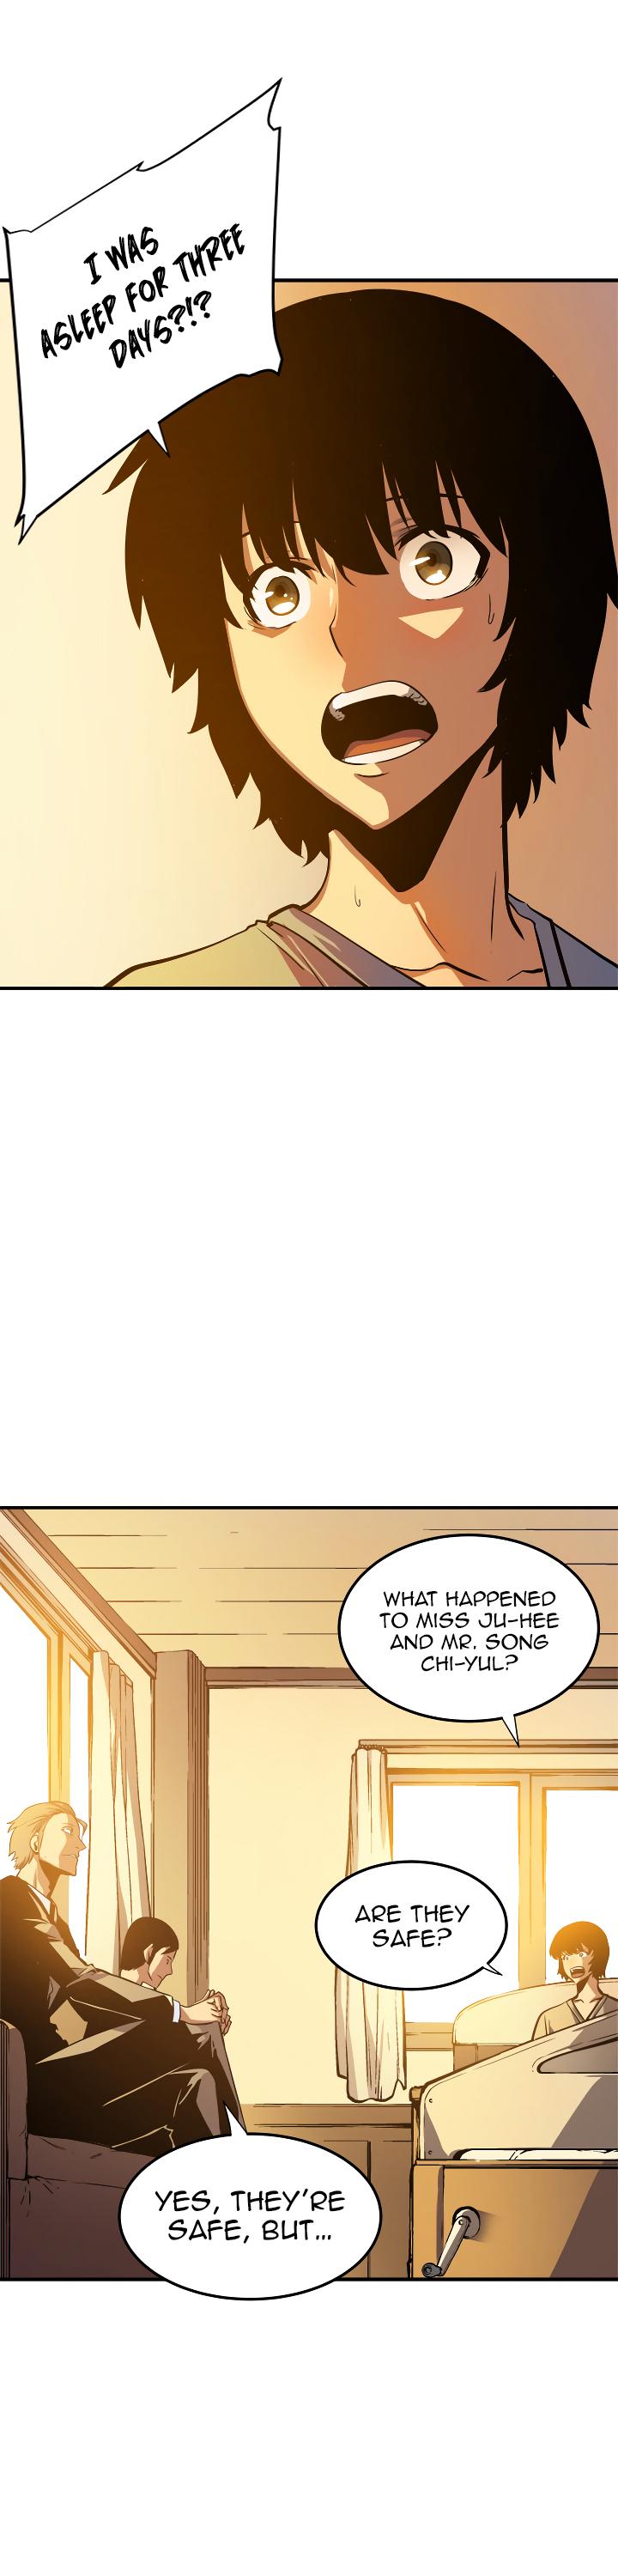 I WAS
ASLEEP FOR THREE
DAYS?!?
WHAT HAPPENED
TO MISS JU-HEE
AND MR. SONG
CHI-YUL?
ARE THEY
SAFE?
YES, THEY'RE
SAFE, BUT...